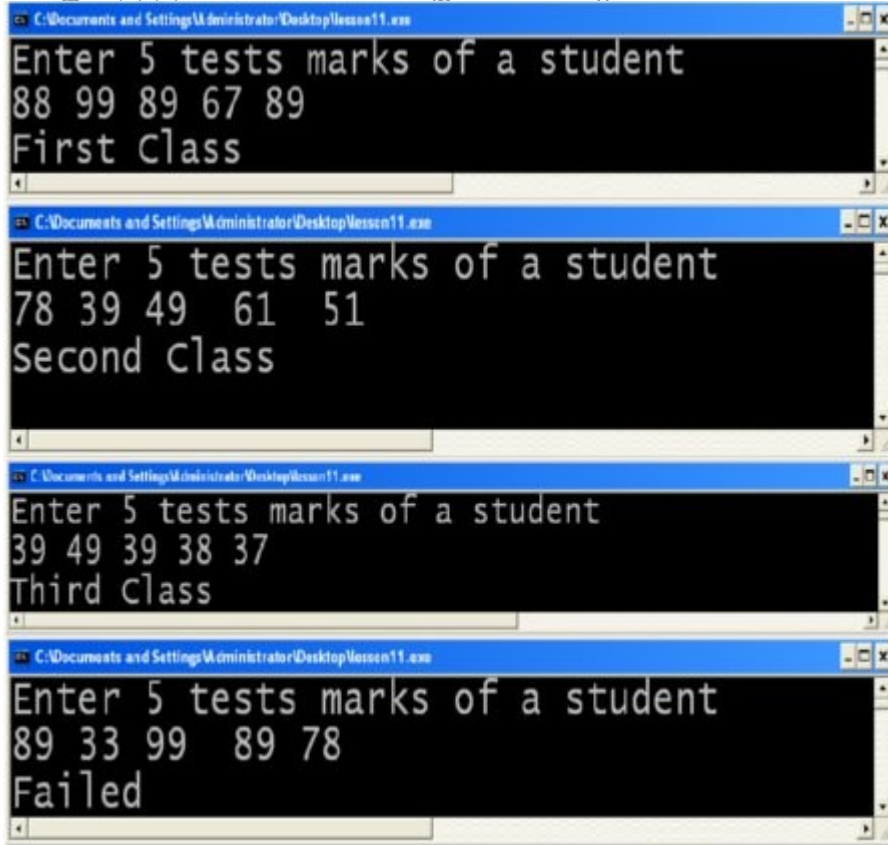 C:\Documents and Settings\Administrator\Desktop\lesson11.exe
Enter 5 tests marks of a student
88 99 89 67 89
First Class
C:\Documents and Settings\Administrator\Desktop\lesson11.exe
Enter 5 tests marks of a student
78 39 49 61 51
Second Class
C:\Documents and Settings\Administrator\Desktop\lesson11.exe
Enter 5 tests marks of a student
39 49 39 38 37
Third Class
C:\Documents and Settings\Administrator\Desktop\lesson11.exe
Enter 5 tests marks of a student
89 33 99 89 78
Failed